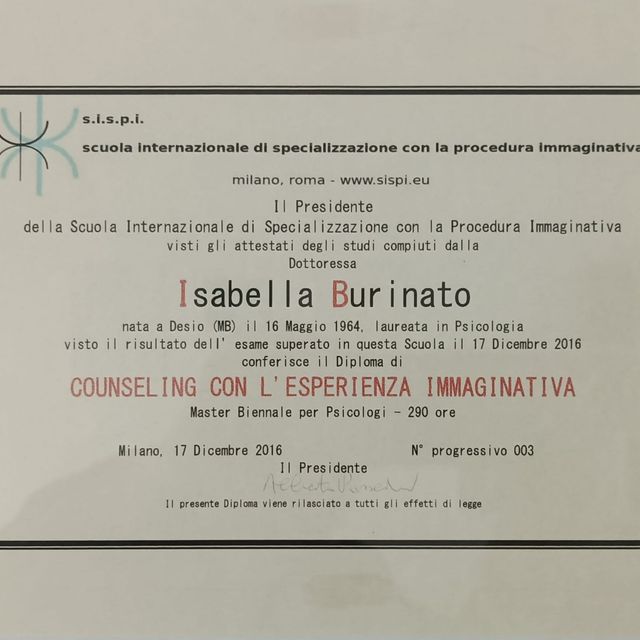 s.i.s.p.i.
scuola internazionale di specializzazione con la procedura immaginativa
milano, roma - www.sispi.eu
Il Presidente
della Scuola Internazionale di Specializzazione con la Procedura Immaginativa
visti gli attestati degli studi compiuti dalla
Dottoressa
Isabella Burinato
nata a Desio (MB) il 16 Maggio 1964, laureata in Psicologia
visto il risultato dell' esame superato in questa Scuola il 17 Dicembre 2016
conferisce il Diploma di
COUNSELING CON L'ESPERIENZA IMMAGINATIVA
Master Biennale per Psicologi - 290 ore
Milano, 17 Dicembre 2016 N° progressivo 003
Il Presidente
Il presente Diploma viene rilasciato a tutti gli effetti di legge